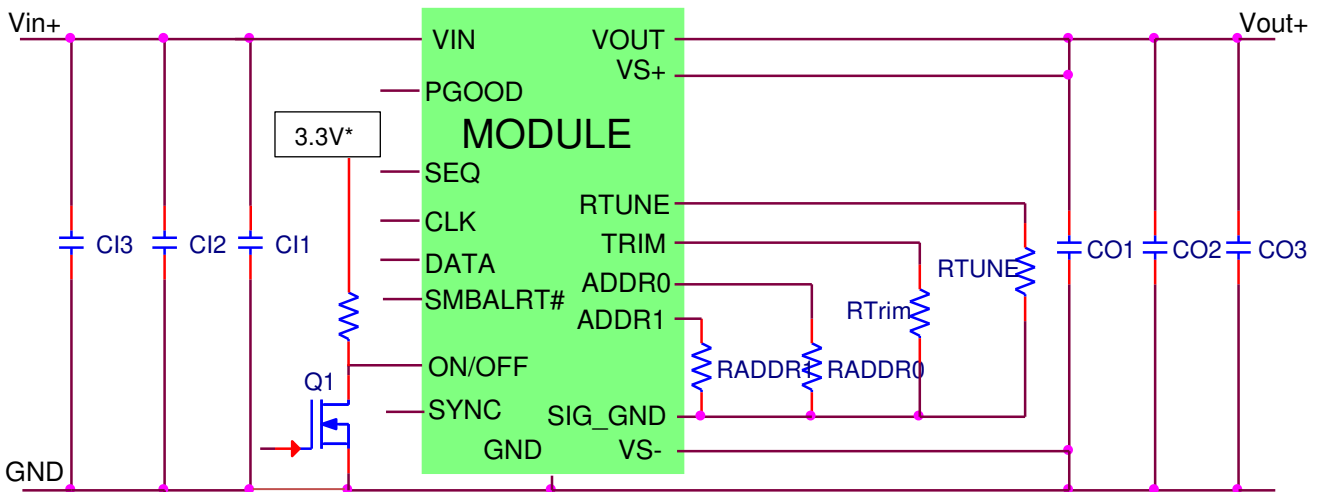 Vin+
Vout+
VIN
VOUT
VS+
PGOOD
3.3V*
MODULE
SEQ
RTUNE
CLK
TRIM
CI3
CI2
CI1
CO1
CO2
CO3
DATA
RTUNE
ADDR0
SMBALRT#
RTrim
ADDR1
ON/OFF
RADDR1
RADDR0
Q1
SYNC
SIG_GND
GND
VS-
GND